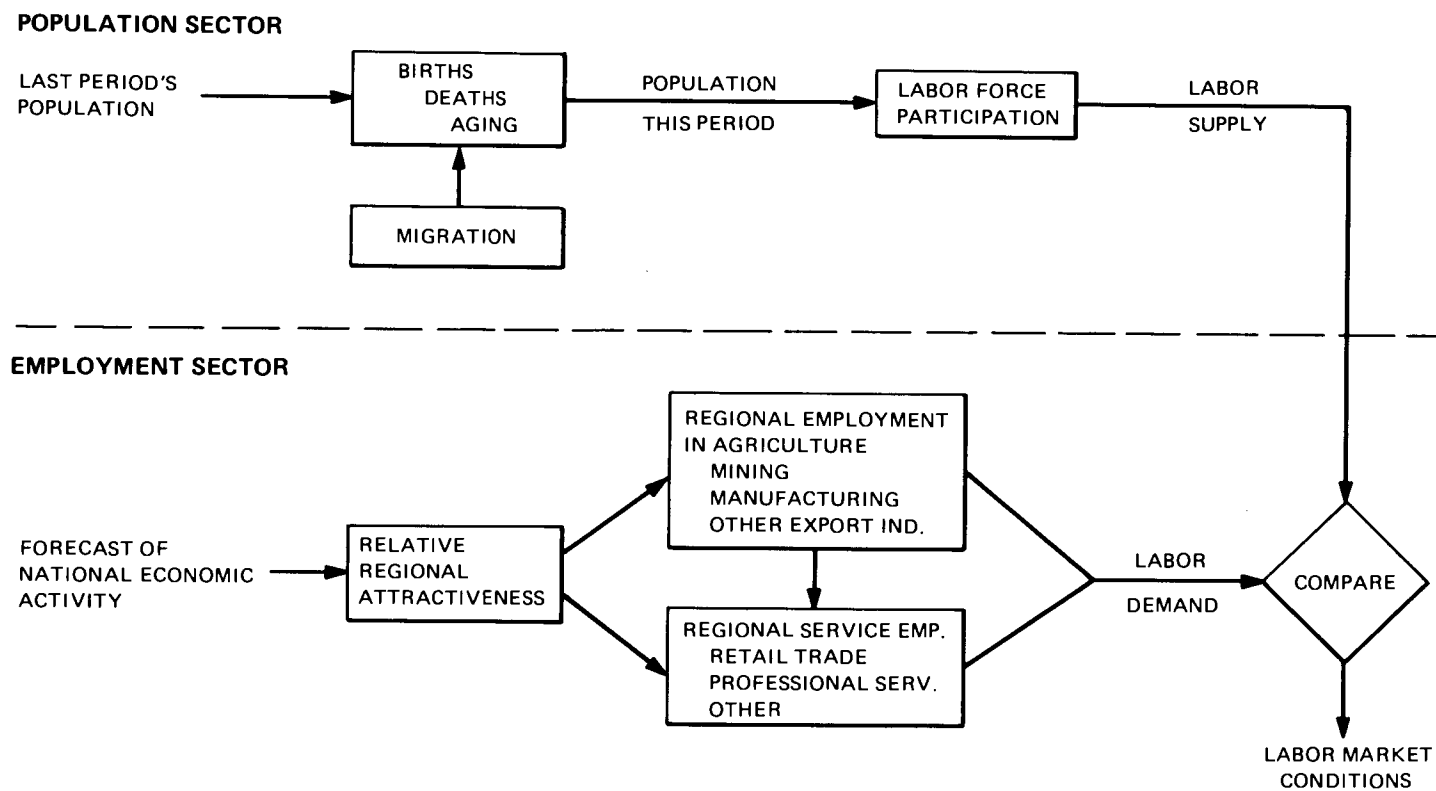 POPULATION SECTOR
LAST PERIOD'S
POPULATION
BIRTHS
DEATHS
AGING
POPULATION
THIS PERIOD
LABOR FORCE
PARTICIPATION
LABOR
SUPPLY
MIGRATION
EMPLOYMENT SECTOR
FORECAST OF
NATIONAL ECONOMIC
ACTIVITY
RELATIVE
REGIONAL
ATTRACTIVENESS
REGIONAL EMPLOYMENT
IN AGRICULTURE
MINING
MANUFACTURING
OTHER EXPORT IND.
REGIONAL SERVICE EMP.
RETAIL TRADE
PROFESSIONAL SERV.
OTHER
LABOR
DEMAND
COMPARE
LABOR MARKET
CONDITIONS